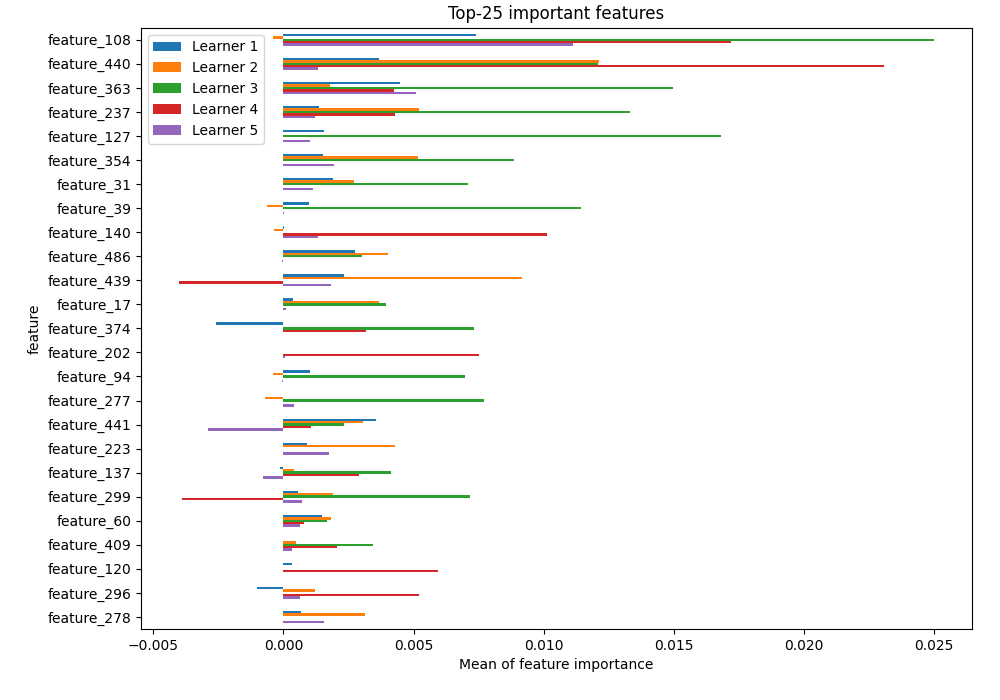 Top-25 important features
Learner 1
Learner 2
Learner 3
Learner 4
Learner 5
feature
feature_108
feature_440
feature_363
feature_237
feature_127
feature_354
feature_31
feature_39
feature_140
feature_486
feature_439
feature_17
feature_374
feature_202
feature_94
feature_277
feature_441
feature_223
feature_137
feature_299
feature_60
feature_409
feature_120
feature_296
feature_278
−0.005 0.000 0.005 0.010 0.015 0.020 0.025
Mean of feature importance